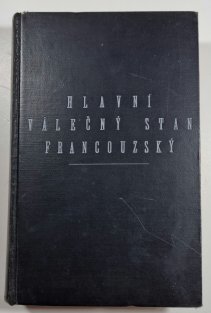 HLAVNÍ
VÁLEČNÝ STAN
FRANCOUZSKÝ